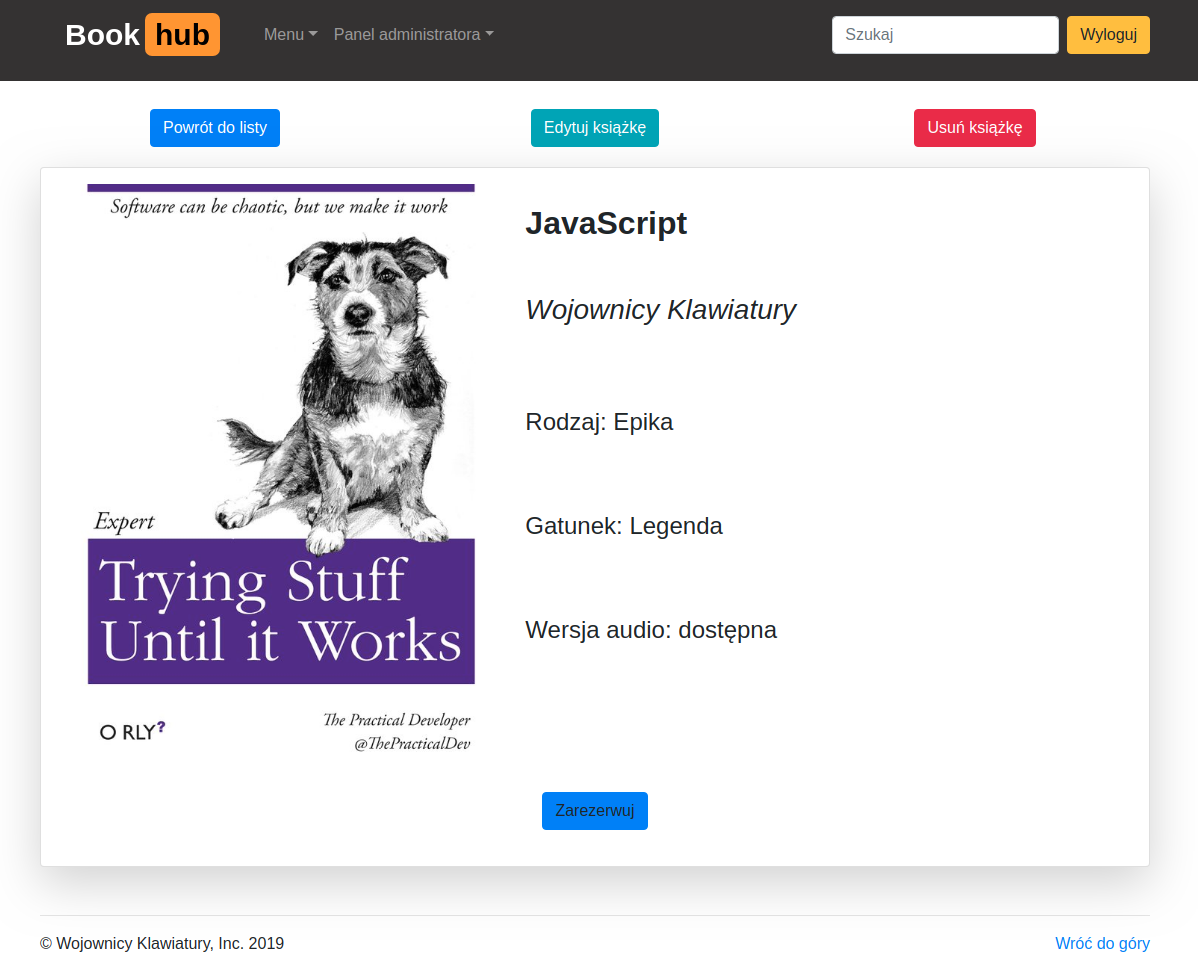 Book hub Menu Panel administratora Szukaj Wyloguj
Powrót do listy Edytuj książkę Usuń książkę
Software can be chaotic, but we make it work
Expert
Trying Stuff
Until it Works
O RLY?
The Practical Developer
@ThePracticalDev
JavaScript
Wojownicy Klawiatury
Rodzaj: Epika
Gatunek: Legenda
Wersja audio: dostępna
Zarezerwuj
© Wojownicy Klawiatury, Inc. 2019 Wróć do góry